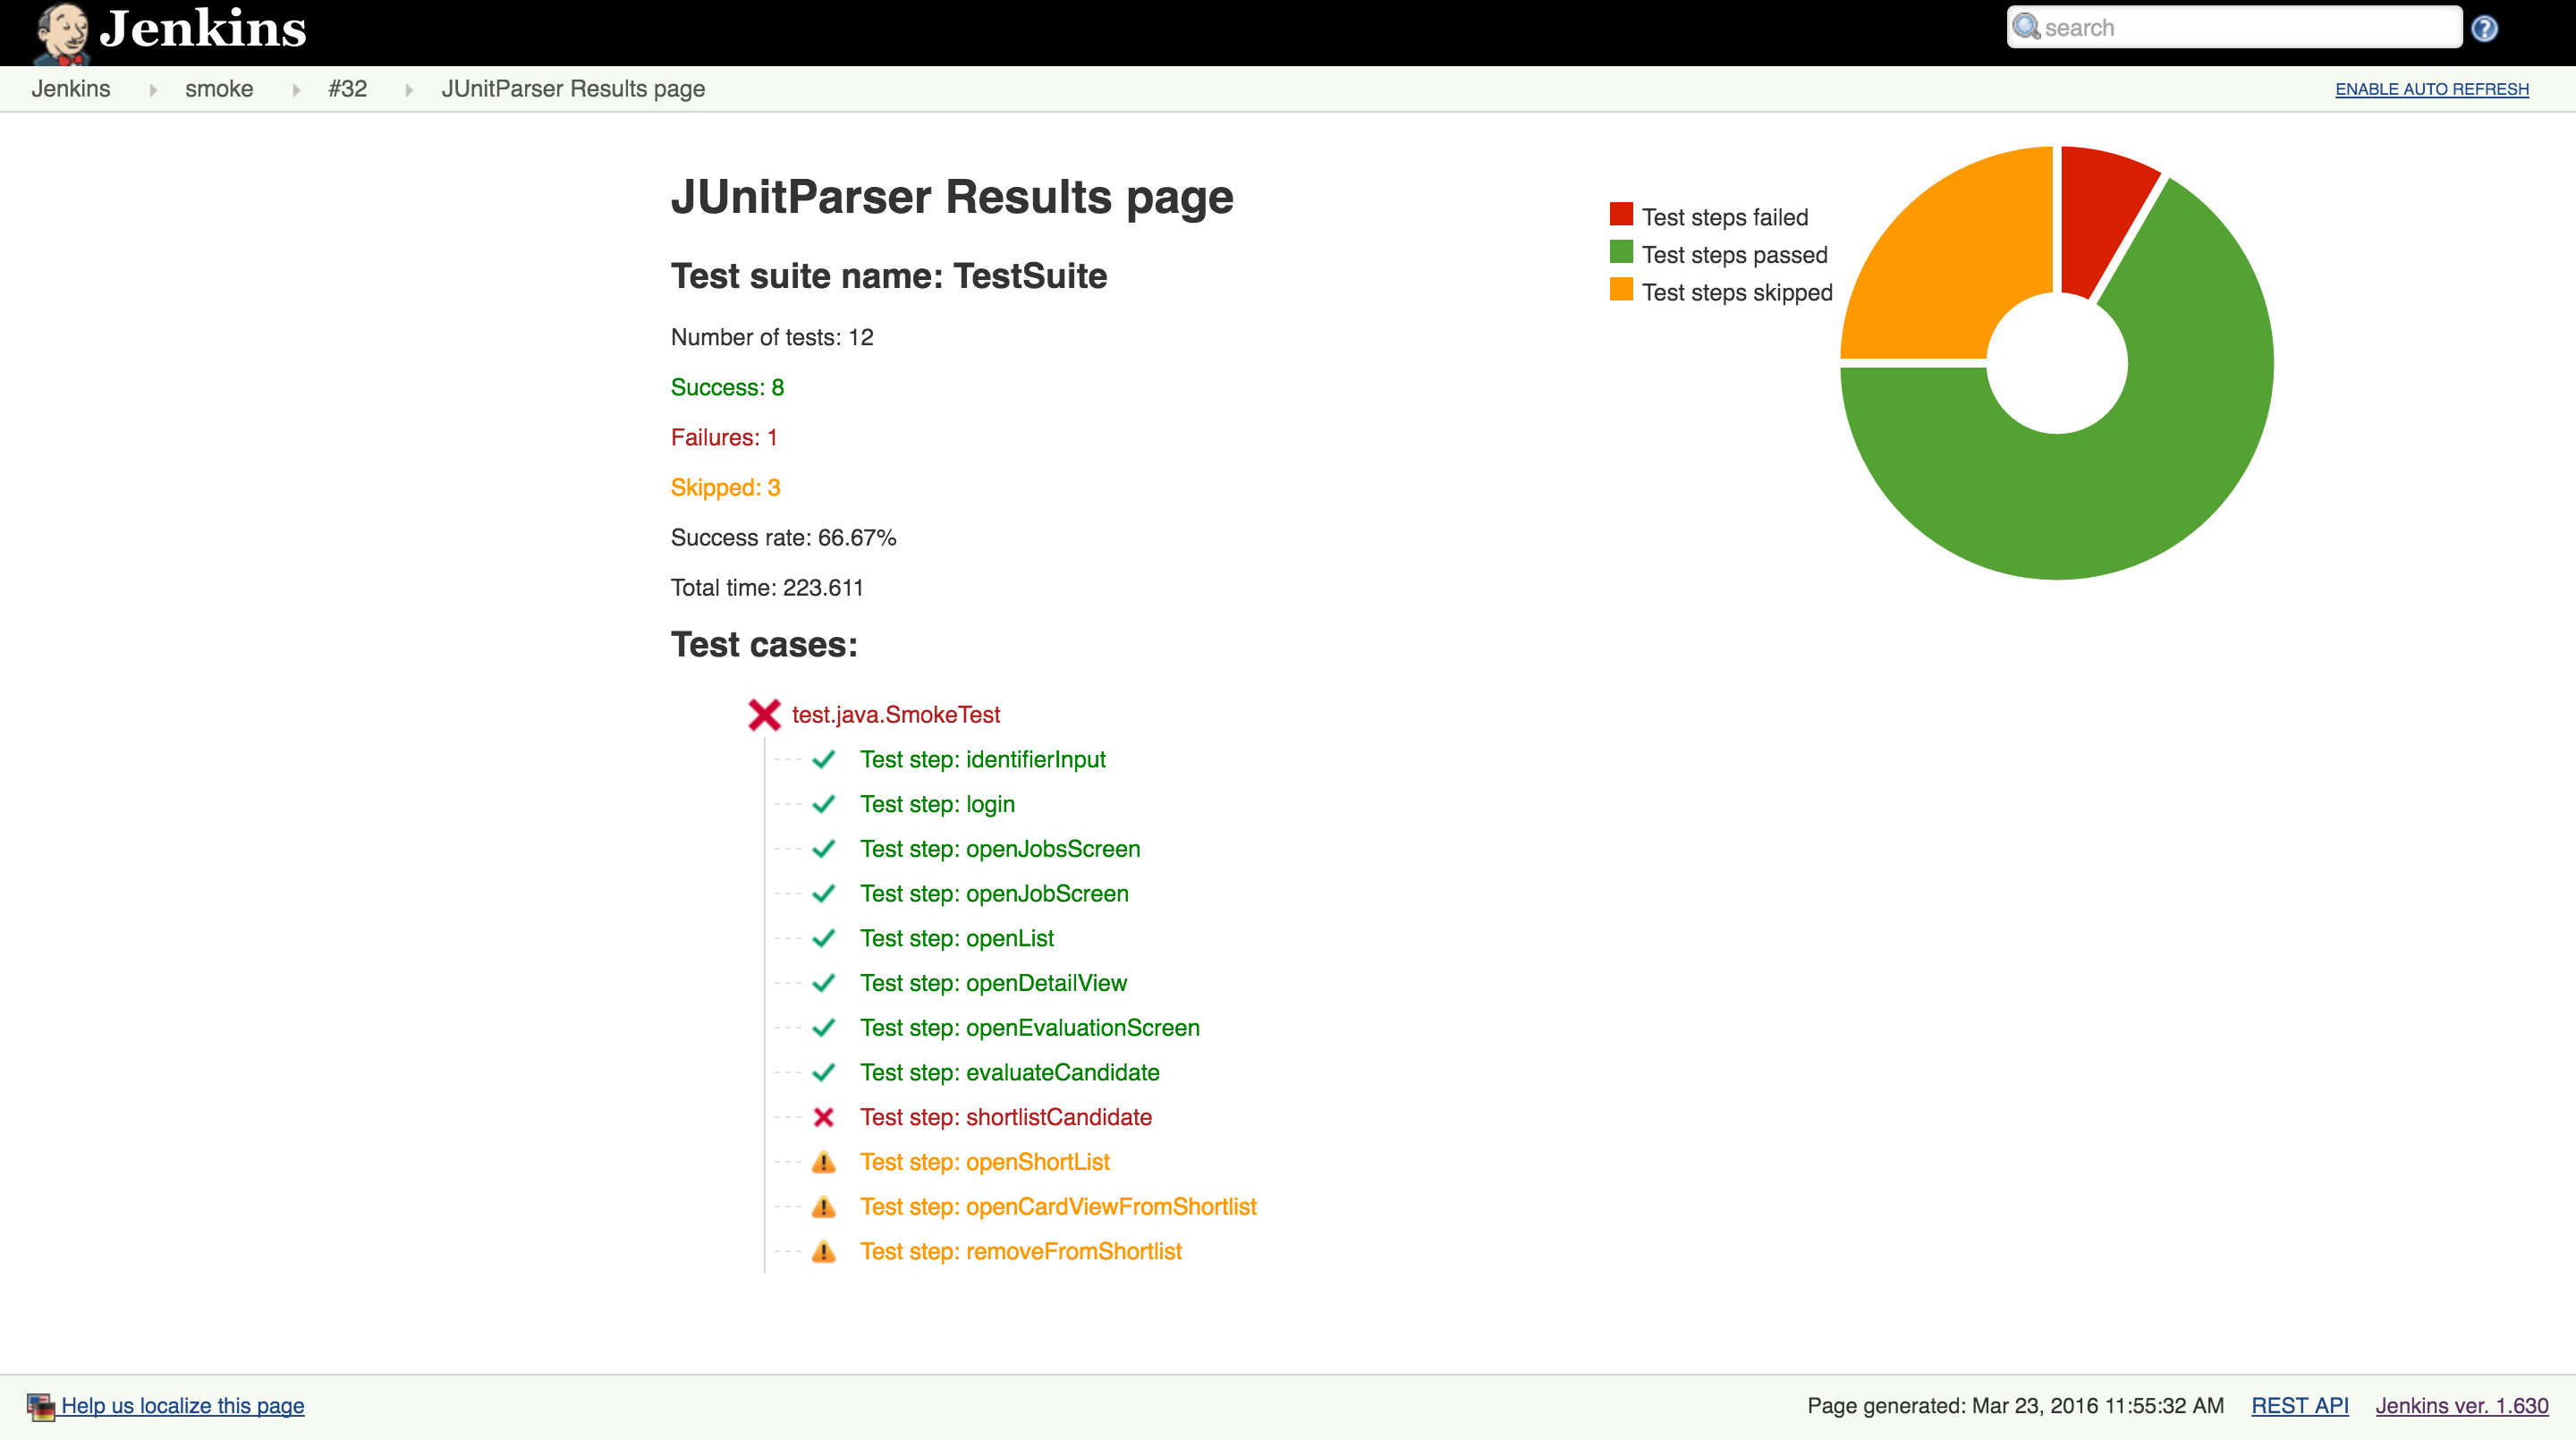 Jenkins
search
Jenkins smoke #32 JUnitParser Results page
ENABLE AUTO REFRESH
JUnitParser Results page
Test suite name: TestSuite
Number of tests: 12
Success: 8
Failures: 1
Skipped: 3
Success rate: 66.67%
Total time: 223.611
Test steps failed
Test steps passed
Test steps skipped
Test cases:
test.java.SmokeTest
Test step: identifierInput
Test step: login
Test step: openJobsScreen
Test step: openJobScreen
Test step: openList
Test step: openDetailView
Test step: openEvaluationScreen
Test step: evaluateCandidate
Test step: shortlistCandidate
Test step: openShortList
Test step: openCardViewFromShortlist
Test step: removeFromShortlist
Help us localize this page
Page generated: Mar 23, 2016 11:55:32 AM REST API Jenkins ver. 1.630